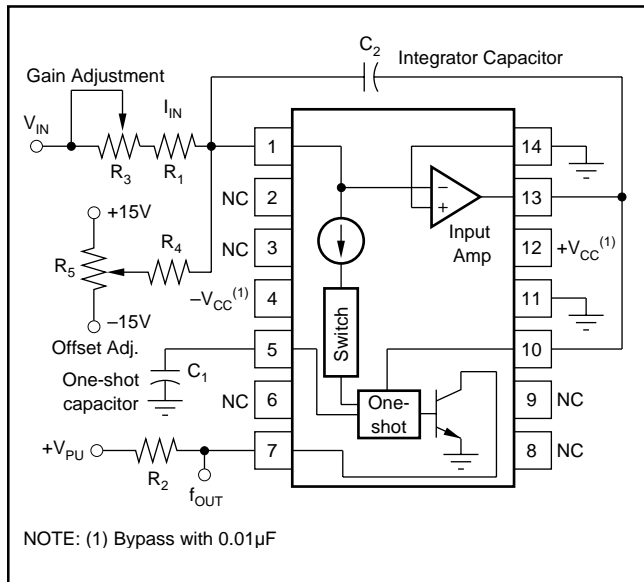 C2
Integrator Capacitor
Gain Adjustment
IIN
VIN
R3
R1
1
14
NC
2
13
−
+
Input
Amp
+15V
R4
NC
3
12
+VCC(1)
R5
−VCC(1)
4
11
−15V
Offset Adj.
Switch
5
10
One-shot
capacitor
C1
NC
6
One-
shot
9
NC
+VPU
R2
7
8
NC
fOUT
NOTE: (1) Bypass with 0.01µF